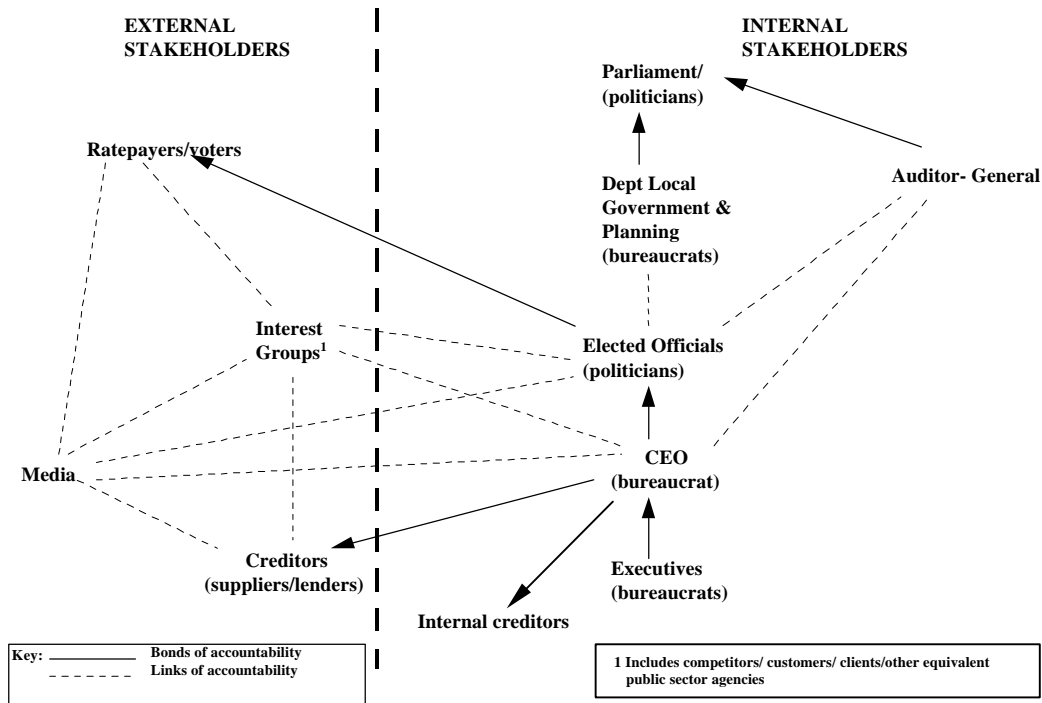 EXTERNAL
STAKEHOLDERS
INTERNAL
STAKEHOLDERS
Parliament/
(politicians)
Ratepayers/voters
Auditor- General
Dept Local
Government &
Planning
(bureaucrats)
Interest
Groups1
Elected Officials
(politicians)
Media
CEO
(bureaucrat)
Creditors
(suppliers/lenders)
Executives
(bureaucrats)
Internal creditors
Key: Bonds of accountability
Links of accountability
1 Includes competitors/ customers/ clients/other equivalent
public sector agencies